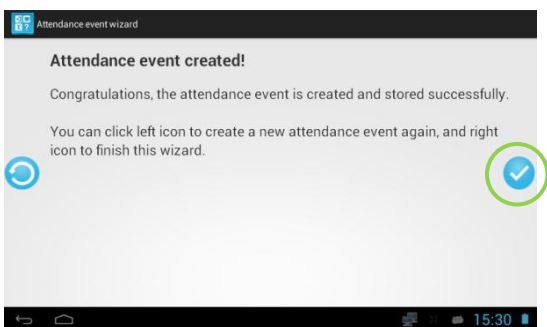 Attendance event wizard
Attendance event created!
Congratulations, the attendance event is created and stored successfully.
You can click left icon to create a new attendance event again, and right
icon to finish this wizard.
15:30